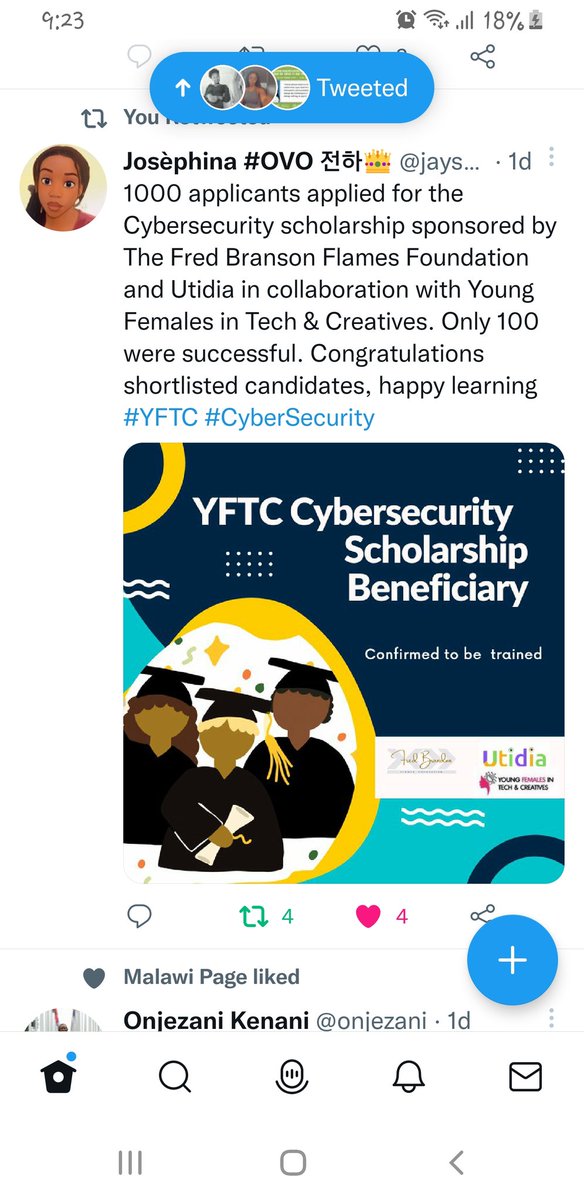 9:23
18%
Tweeted
You Retweeted
Josèphina #OVO 전하👑 @jays... · 1d
1000 applicants applied for the
Cybersecurity scholarship sponsored by
The Fred Branson Flames Foundation
and Utidia in collaboration with Young
Females in Tech & Creatives. Only 100
were successful. Congratulations
shortlisted candidates, happy learning
#YFTC #CyberSecurity
YFTC Cybersecurity
Scholarship
Beneficiary
Confirmed to be trained
Fred Brandon
Utidia
YOUNG FEMALES IN
TECH & CREATIVES
4
4
Malawi Page liked
Onjezani Kenani @onjezani · 1d